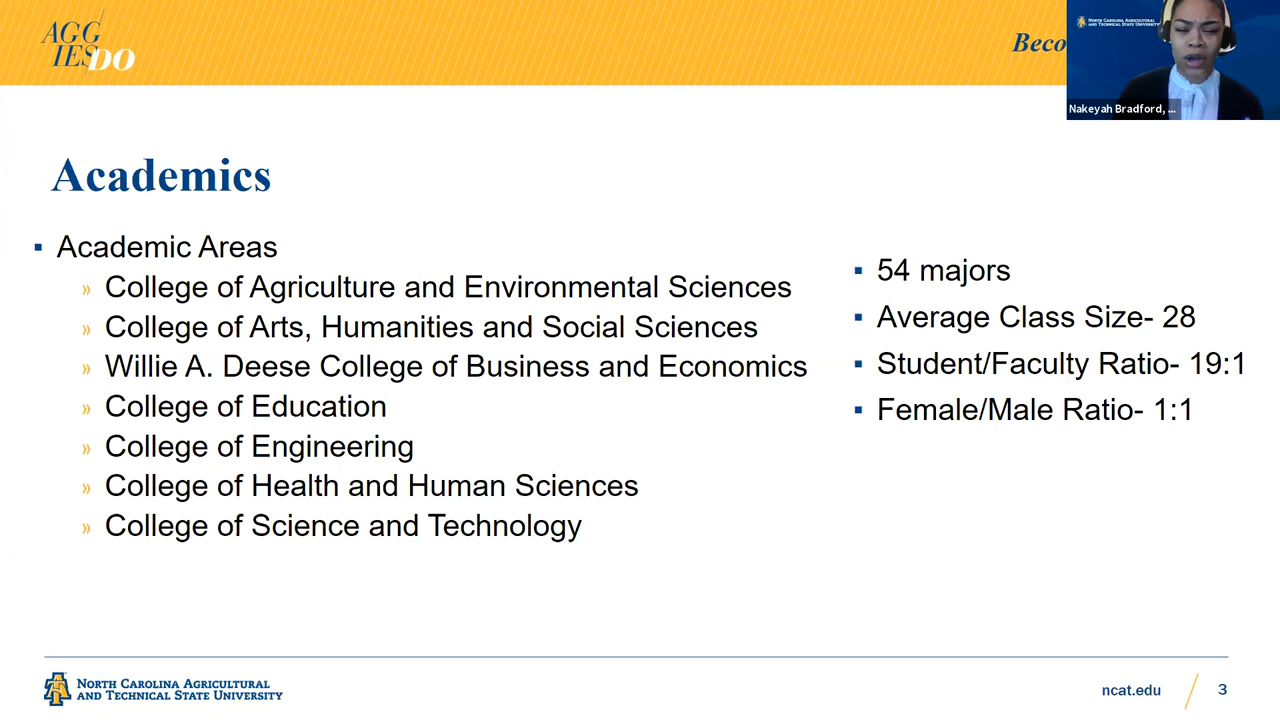 AGG
IES DO
Beco
NORTH CAROLINA AGRICULTURAL
AND TECHNICAL STATE UNIVERSITY
Nakeyah Bradford, ...
Academics
▪ Academic Areas
» College of Agriculture and Environmental Sciences
» College of Arts, Humanities and Social Sciences
» Willie A. Deese College of Business and Economics
» College of Education
» College of Engineering
» College of Health and Human Sciences
» College of Science and Technology
▪ 54 majors
▪ Average Class Size- 28
▪ Student/Faculty Ratio- 19:1
▪ Female/Male Ratio- 1:1
NORTH CAROLINA AGRICULTURAL
AND TECHNICAL STATE UNIVERSITY
ncat.edu
3